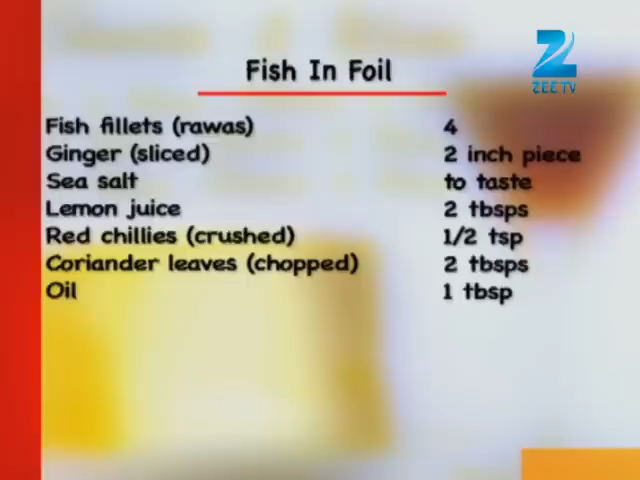 Fish In Foil
ZEE TV
Fish fillets (rawas) 4
Ginger (sliced) 2 inch piece
Sea salt to taste
Lemon juice 2 tbsps
Red chillies (crushed) 1/2 tsp
Coriander leaves (chopped) 2 tbsps
Oil 1 tbsp